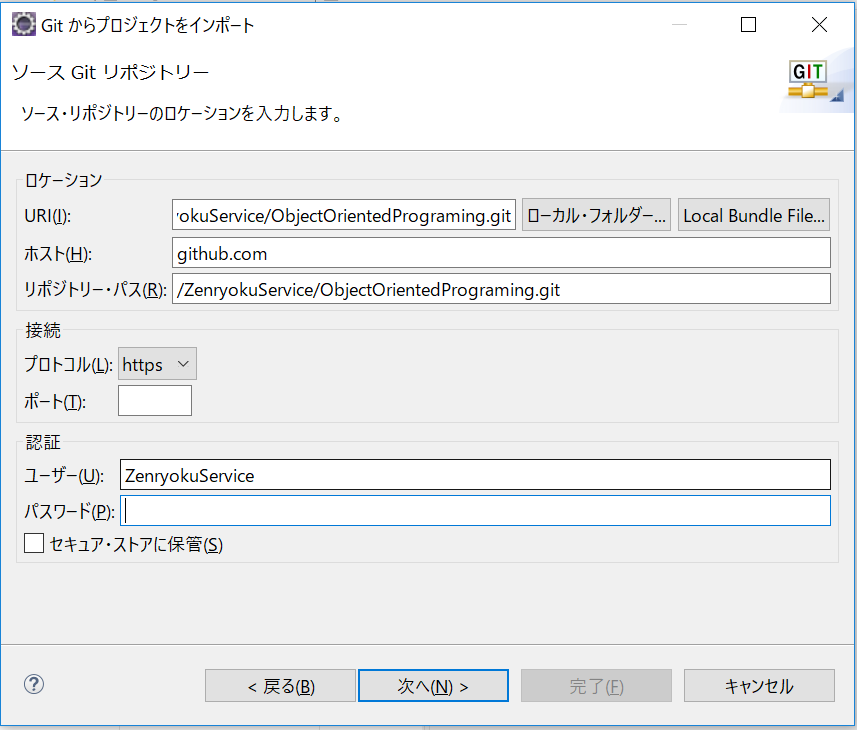 Git からプロジェクトをインポート
ソース Git リポジトリー
GIT
ソース・リポジトリーのロケーションを入力します。
ロケーション
URI(I): yokuService/ObjectOrientedPrograming.git ローカル・フォルダー... Local Bundle File...
ホスト(H): github.com
リポジトリー・パス(R): /ZenryokuService/ObjectOrientedPrograming.git
接続
プロトコル(L): https
ポート(T):
認証
ユーザー(U): ZenryokuService
パスワード(P):
セキュア・ストアに保管(S)
? < 戻る(B) 次へ(N) > 完了(F) キャンセル